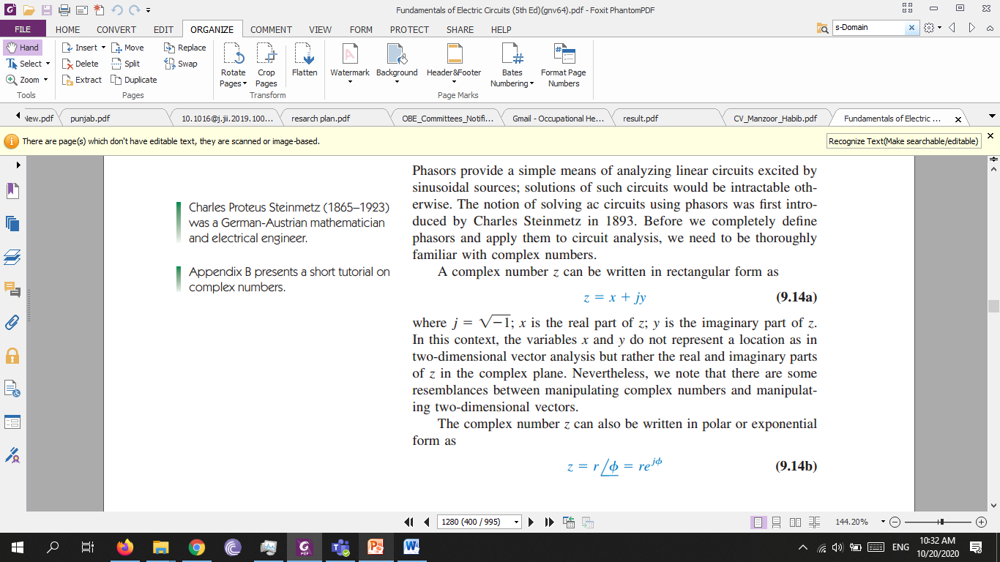 Fundamentals of Electric Circuits (5th Ed)(gnv64).pdf - Foxit PhantomPDF
FILE HOME CONVERT EDIT ORGANIZE COMMENT VIEW FORM PROTECT SHARE HELP s-Domain
Hand
Select
Zoom
Tools
Insert Move Replace
Delete Split Swap
Extract Duplicate
Pages
Rotate Pages
Crop Pages
Flatten
Transform
Watermark
Background
Header&Footer
Bates Numbering
Format Page Numbers
Page Marks
New.pdf punjab.pdf 10.1016@j.jii.2019.100... resarch plan.pdf OBE_Committees_Notifi... Gmail - Occupational He... result.pdf CV_Manzoor_Habib.pdf Fundamentals of Electric ...
There are page(s) which don't have editable text, they are scanned or image-based.
Recognize Text(Make searchable/editable)
Charles Proteus Steinmetz (1865–1923)
was a German-Austrian mathematician
and electrical engineer.
Appendix B presents a short tutorial on
complex numbers.
Phasors provide a simple means of analyzing linear circuits excited by
sinusoidal sources; solutions of such circuits would be intractable oth-
erwise. The notion of solving ac circuits using phasors was first intro-
duced by Charles Steinmetz in 1893. Before we completely define
phasors and apply them to circuit analysis, we need to be thoroughly
familiar with complex numbers.
A complex number z can be written in rectangular form as
z = x + jy (9.14a)
where j = √−1; x is the real part of z; y is the imaginary part of z.
In this context, the variables x and y do not represent a location as in
two-dimensional vector analysis but rather the real and imaginary parts
of z in the complex plane. Nevertheless, we note that there are some
resemblances between manipulating complex numbers and manipulat-
ing two-dimensional vectors.
The complex number z can also be written in polar or exponential
form as
z = r∠ϕ = re^jϕ (9.14b)
1280 (400 / 995)
144.20%
ENG
10:32 AM
10/20/2020